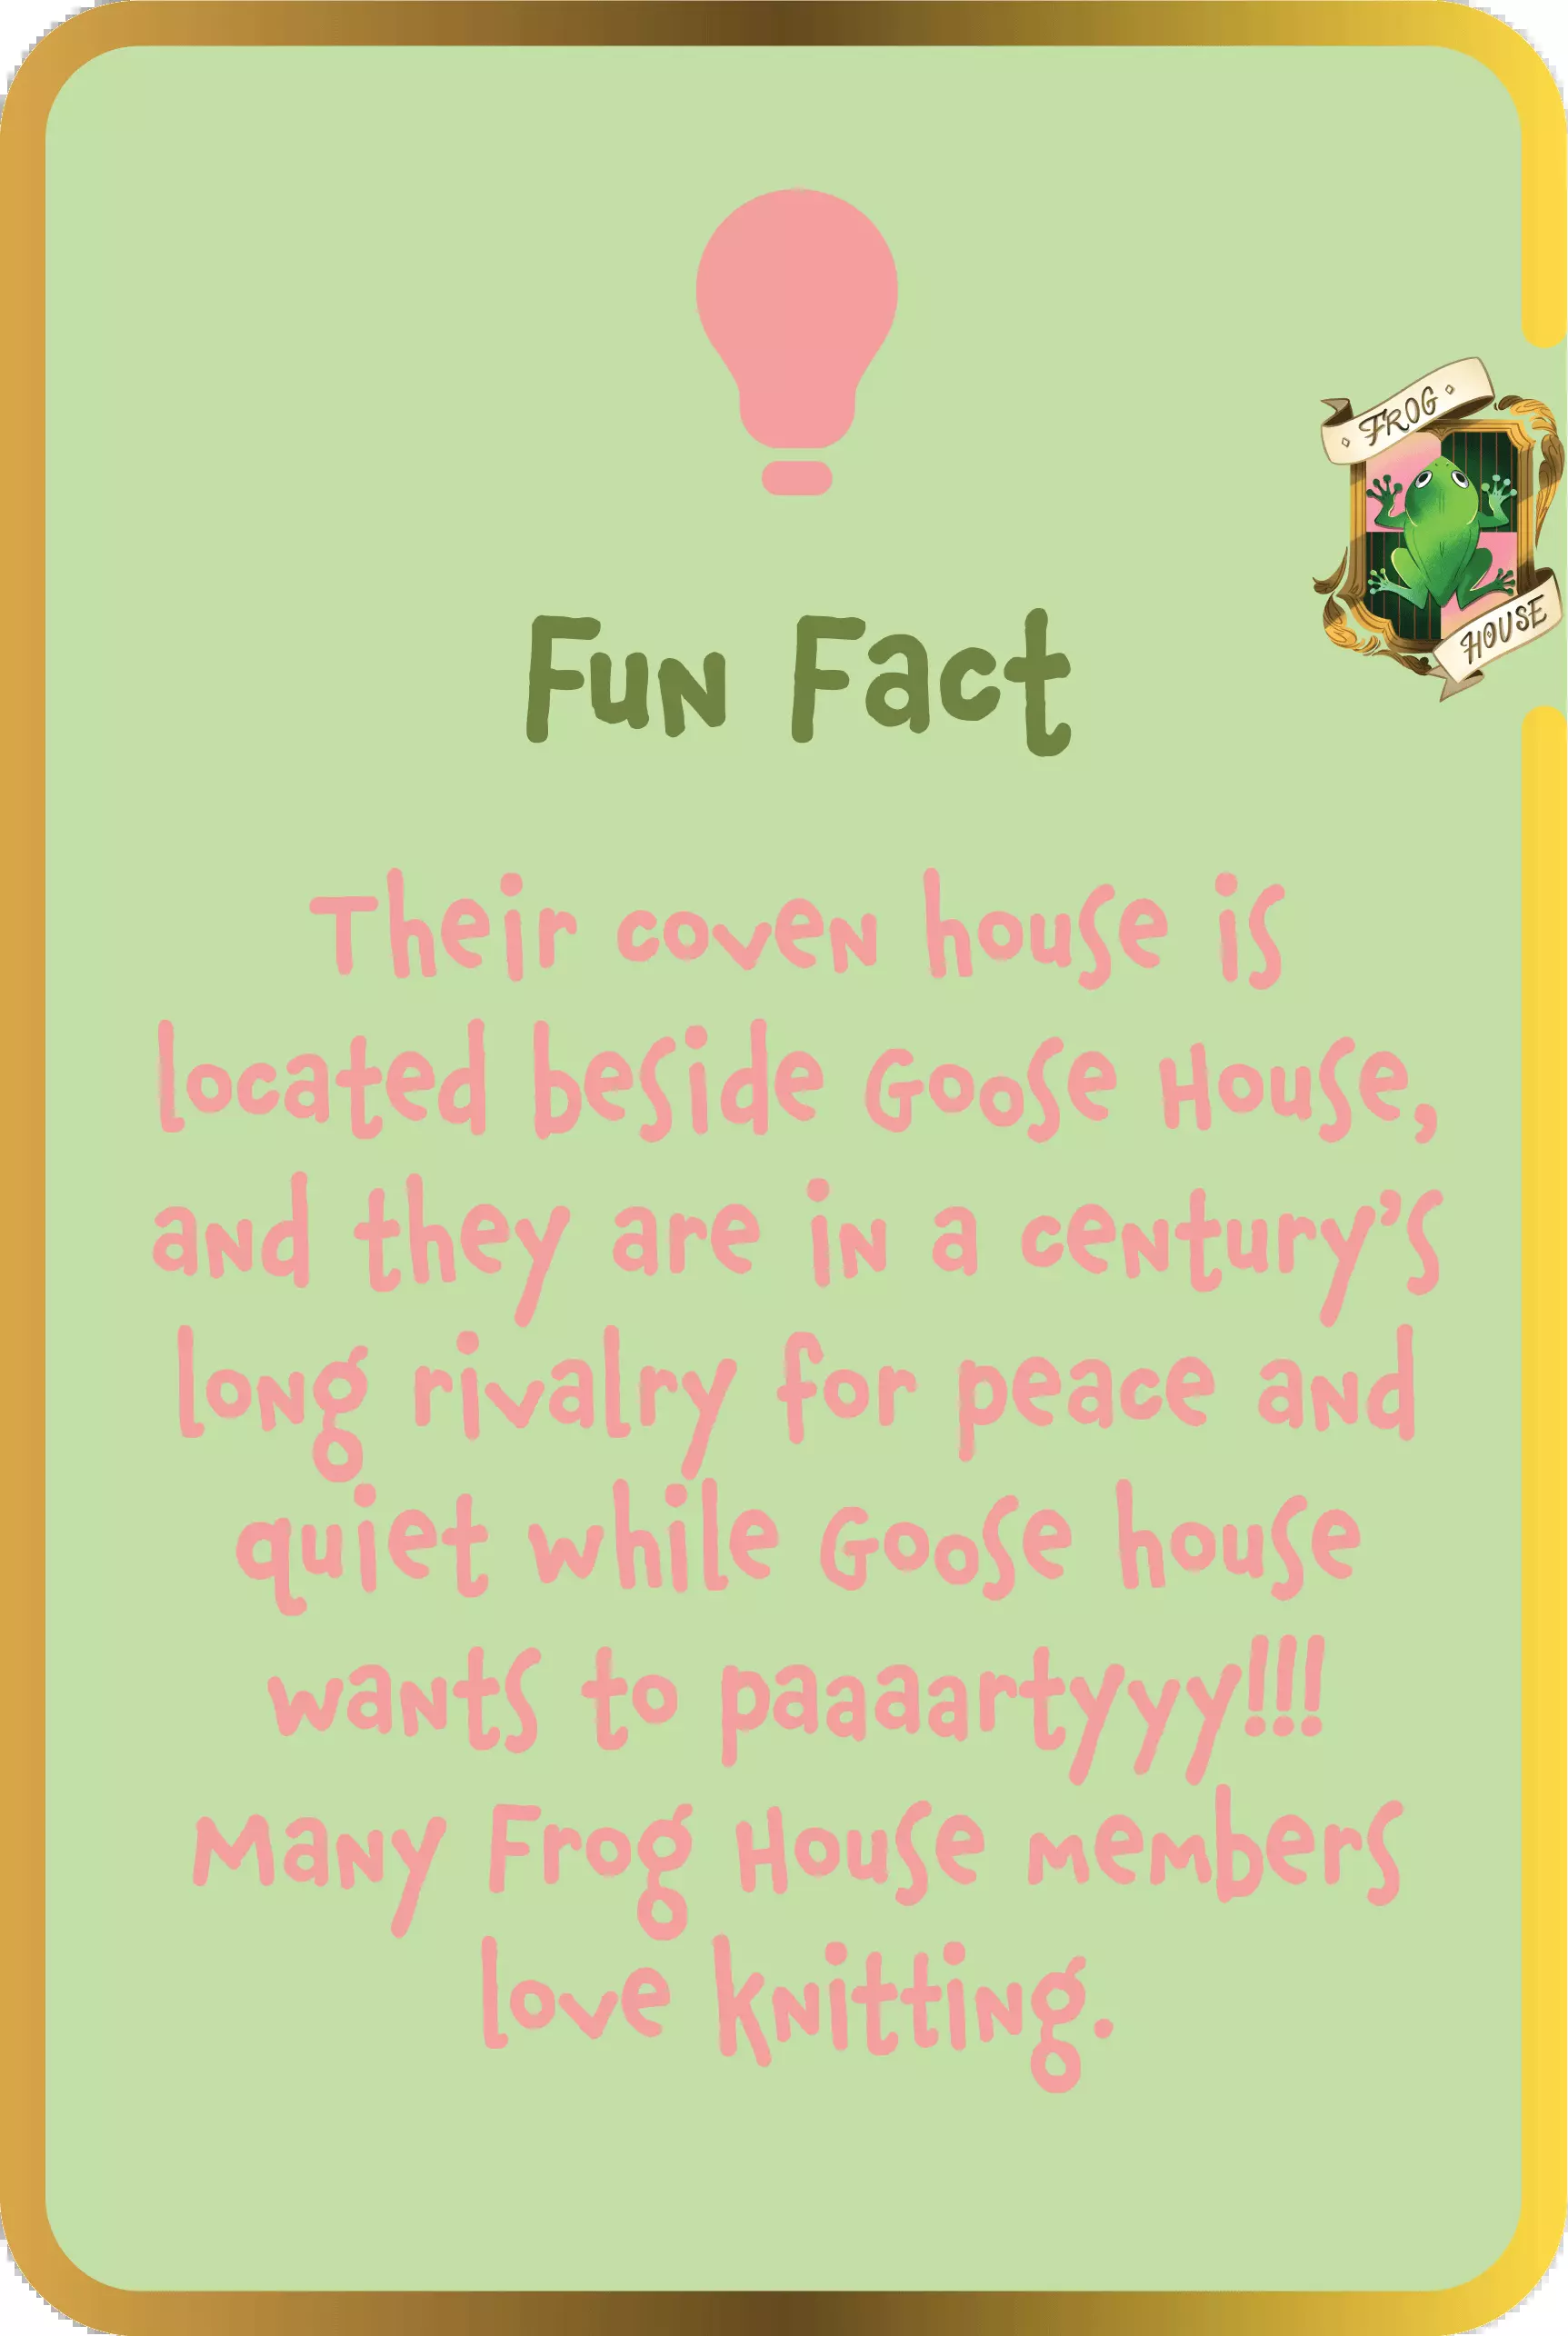 FROG
HOUSE
Fun Fact
Their coven house is
located beside Goose House,
and they are in a century’s
long rivalry for peace and
quiet while Goose house
wants to paaaartyyy!!!
Many Frog House members
love knitting.